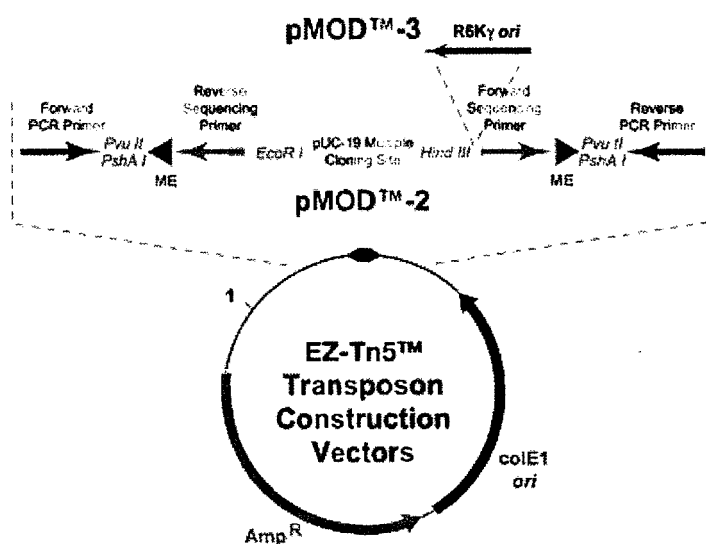 pMOD™-3
R6Kγ ori
Forward
PCR Primer
Reverse
Sequencing
Primer
Forward
Sequencing
Primer
Reverse
PCR Primer
Pvu II
PshA I
ME
EcoR I
pUC-19 Multiple
Cloning Site
Hind III
ME
Pvu II
PshA I
pMOD™-2
1
EZ-Tn5™
Transposon
Construction
Vectors
colE1
ori
Amp R